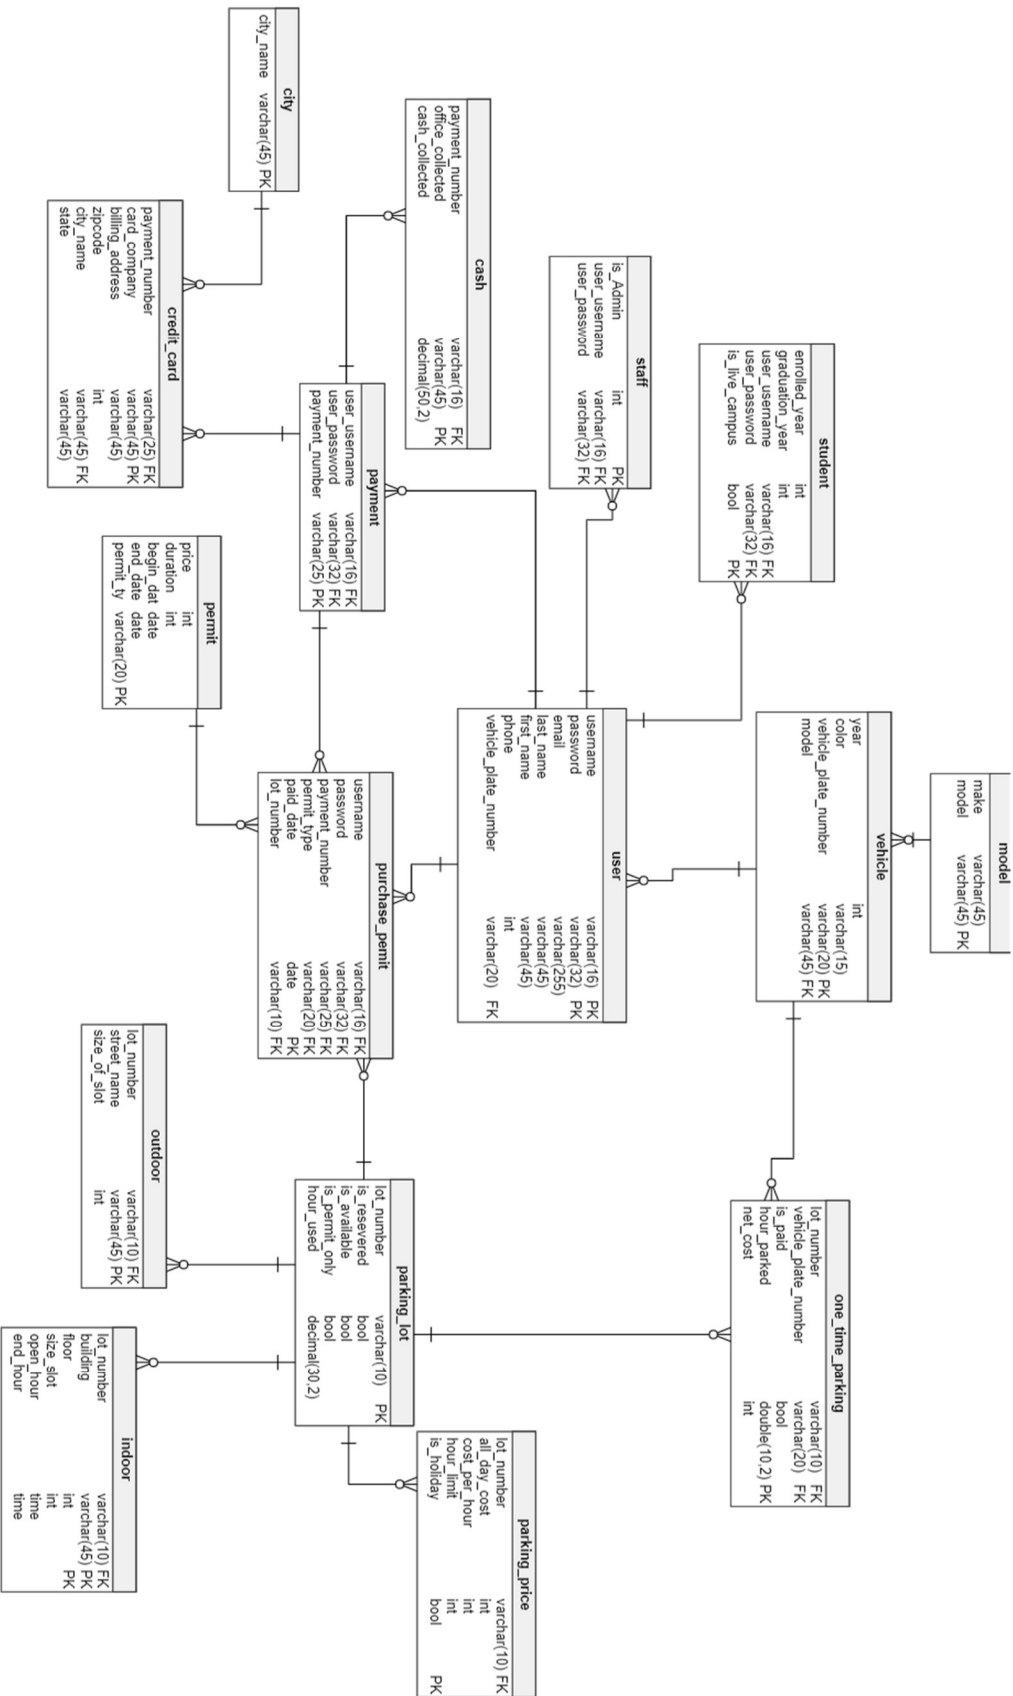 model
make varchar(45)
model varchar(45) PK
vehicle
year int
color varchar(15)
vehicle_plate_number varchar(20) PK
model varchar(45) FK
one_time_parking
lot_number varchar(10) FK
vehicle_plate_number varchar(20) FK
is_paid bool
hour_parked double(10,2) PK
net_cost int
student
enrolled_year int
graduation_year int
user_username varchar(16) FK
user_password varchar(32) FK
is_live_campus bool PK
staff
is_Admin int PK
user_username varchar(16) FK
user_password varchar(32) FK
user
username varchar(16) PK
password varchar(32) PK
email varchar(255)
last_name varchar(45)
first_name varchar(45)
phone int
vehicle_plate_number varchar(20) FK
cash
payment_number varchar(16) FK
office_collected varchar(45) PK
cash_collected decimal(50,2)
parking_price
lot_number varchar(10) FK
all_day_cost int
cost_per_hour int
hour_limit int
is_holiday bool PK
payment
user_username varchar(16) FK
user_password varchar(32) FK
payment_number varchar(25) PK
purchase_pemit
username varchar(16) FK
password varchar(32) FK
payment_number varchar(25) FK
permit_type varchar(20) FK
paid_date date PK
lot_number varchar(10) FK
parking_lot
lot_number varchar(10) PK
is_resevered bool
is_available bool
is_permit_only bool
hour_used decimal(30,2)
city
city_name varchar(45) PK
credit_card
payment_number varchar(25) FK
card_company varchar(45) PK
billing_address varchar(45)
zipcode int
city_name varchar(45) FK
state varchar(45)
permit
price int
duration int
begin_dat date
end_date date
permit_ty varchar(20) PK
outdoor
lot_number varchar(10) FK
street_name varchar(45) PK
size_of_slot int
indoor
lot_number varchar(10) FK
building varchar(45) PK
floor int PK
size_slot int
open_hour time
end_hour time